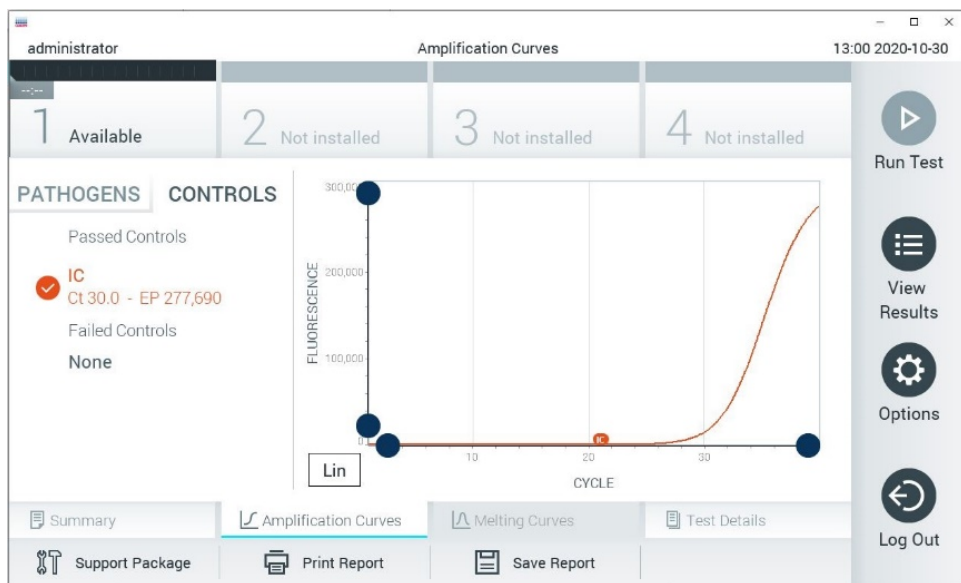 administrator
Amplification Curves
13:00 2020-10-30
--:--
1 Available
2 Not installed
3 Not installed
4 Not installed
Run Test
PATHOGENS
CONTROLS
Passed Controls
IC
Ct 30.0 - EP 277,690
Failed Controls
None
300,00
200,000
100,000
0
FLUORESCENCE
IC
10
20
30
Lin
CYCLE
View
Results
Options
Summary
Amplification Curves
Melting Curves
Test Details
Log Out
Support Package
Print Report
Save Report